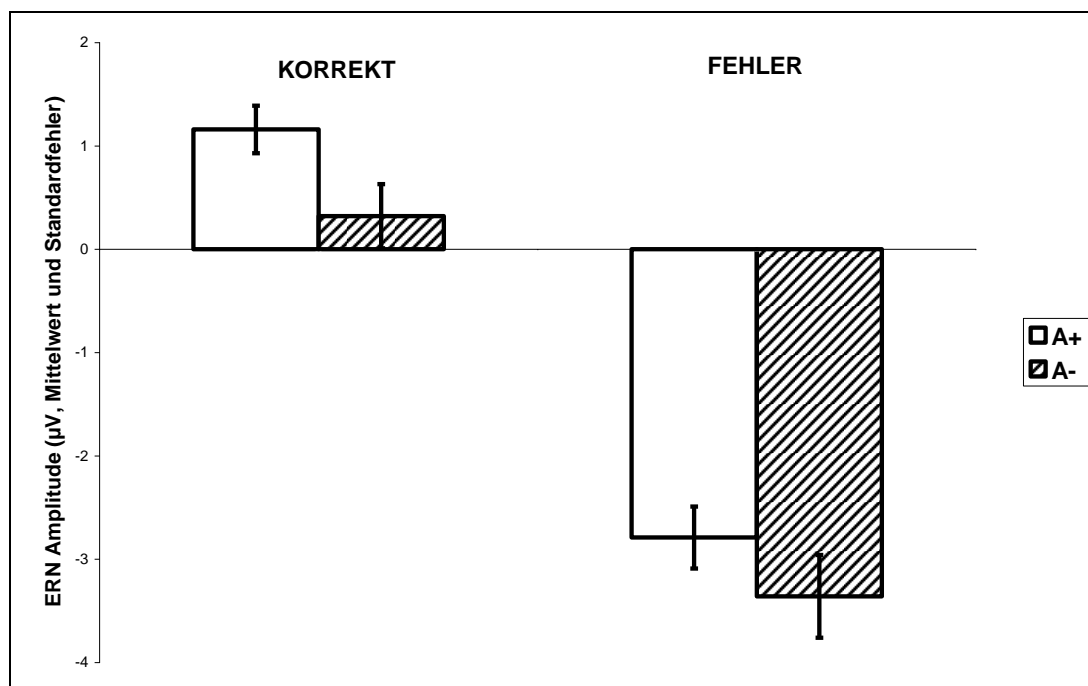 KORREKT
FEHLER
ERN Amplitude (µV, Mittelwert und Standardfehler)
2
1
0
-1
-2
-3
-4
A+
A-